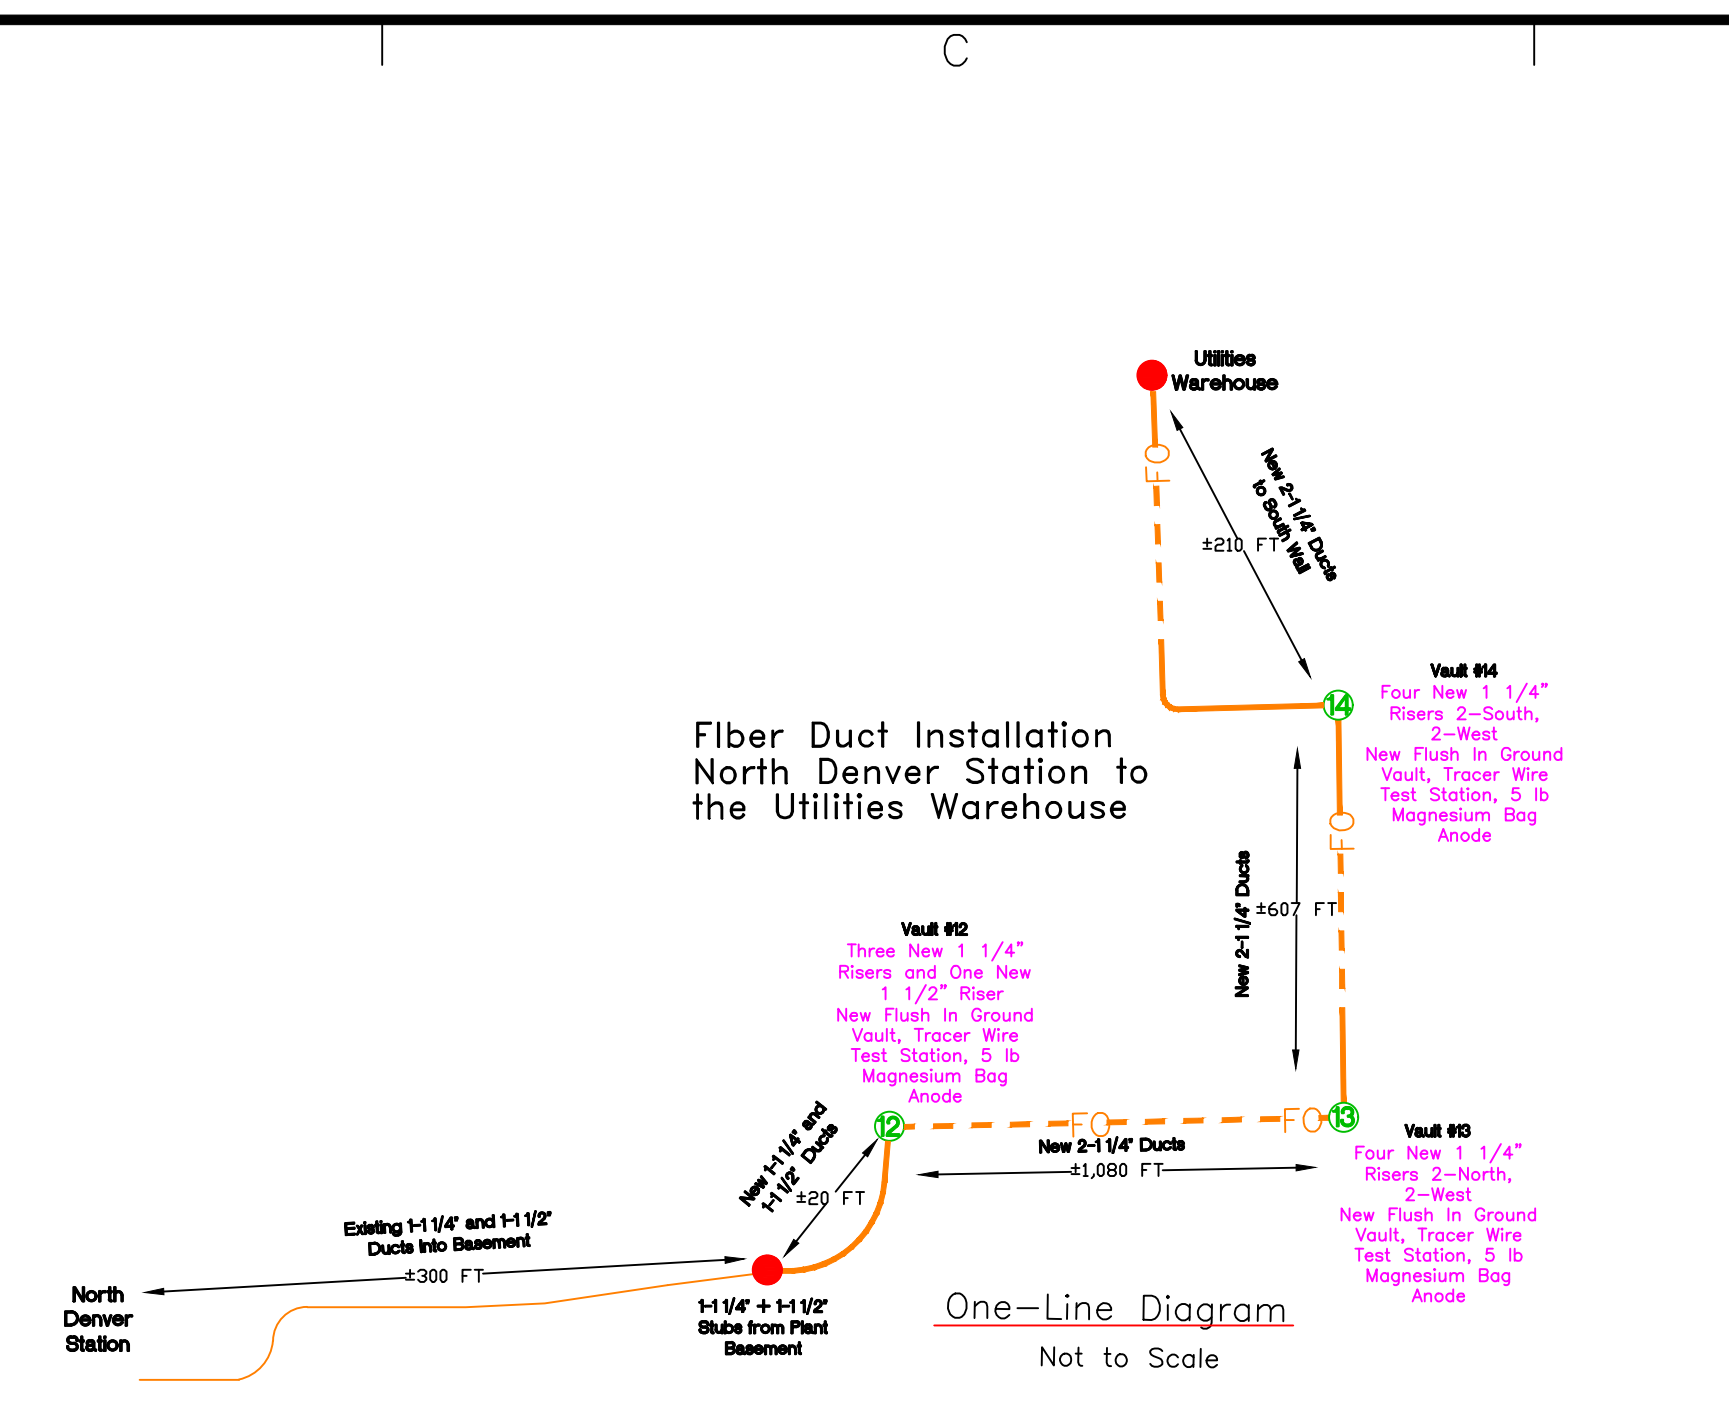 C
Utilities
Warehouse
FO
New 2-1 1/4" Ducts
to South Wall
±210 FT
Vault #14
Four New 1 1/4"
Risers 2-South,
2-West
New Flush In Ground
Vault, Tracer Wire
Test Station, 5 lb
Magnesium Bag
Anode
14
FIber Duct Installation
North Denver Station to
the Utilities Warehouse
FO
New 2-1 1/4" Ducts
±607 FT
Vault #12
Three New 1 1/4"
Risers and One New
1 1/2" Riser
New Flush In Ground
Vault, Tracer Wire
Test Station, 5 lb
Magnesium Bag
Anode
12
FO
FO
13
New 2-1 1/4" Ducts
±1,080 FT
Vault #13
Four New 1 1/4"
Risers 2-North,
2-West
New Flush In Ground
Vault, Tracer Wire
Test Station, 5 lb
Magnesium Bag
Anode
New 1-1 1/4" and
1-1 1/2" Ducts
±20 FT
Existing 1-1 1/4" and 1-1 1/2"
Ducts Into Basement
±300 FT
North
Denver
Station
1-1 1/4" + 1-1 1/2"
Stubs from Plant
Basement
One-Line Diagram
Not to Scale